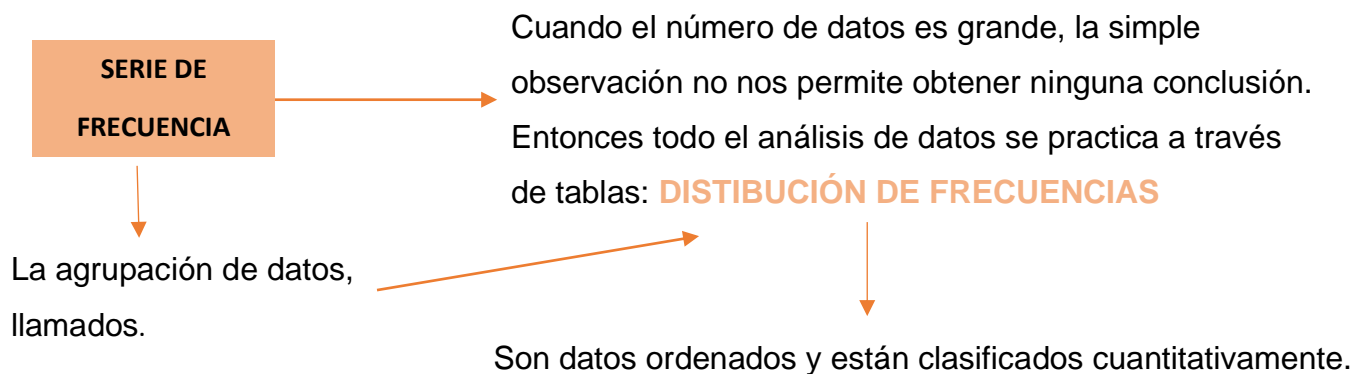 SERIE DE
FRECUENCIA
Cuando el número de datos es grande, la simple
observación no nos permite obtener ninguna conclusión.
Entonces todo el análisis de datos se practica a través
de tablas: DISTIBUCIÓN DE FRECUENCIAS
La agrupación de datos,
llamados.
Son datos ordenados y están clasificados cuantitativamente.